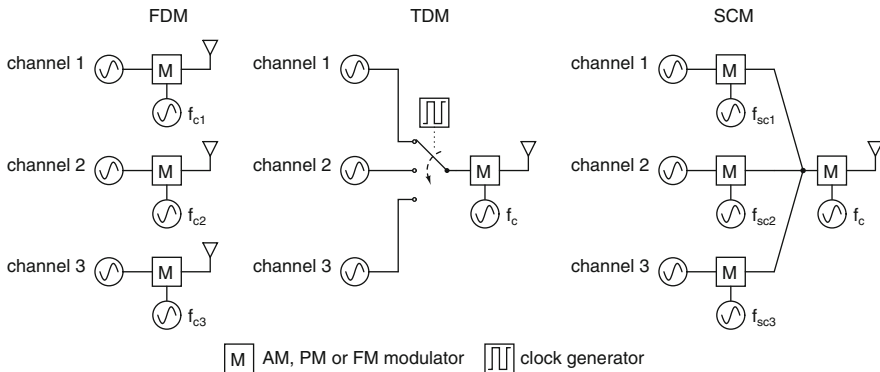 FDM
TDM
SCM
channel 1
M
f_c1
channel 2
M
f_c2
channel 3
M
f_c3
channel 1
channel 2
M
f_c
channel 3
channel 1
M
f_sc1
channel 2
M
M
f_sc2
f_c
channel 3
M
f_sc3
M AM, PM or FM modulator
clock generator